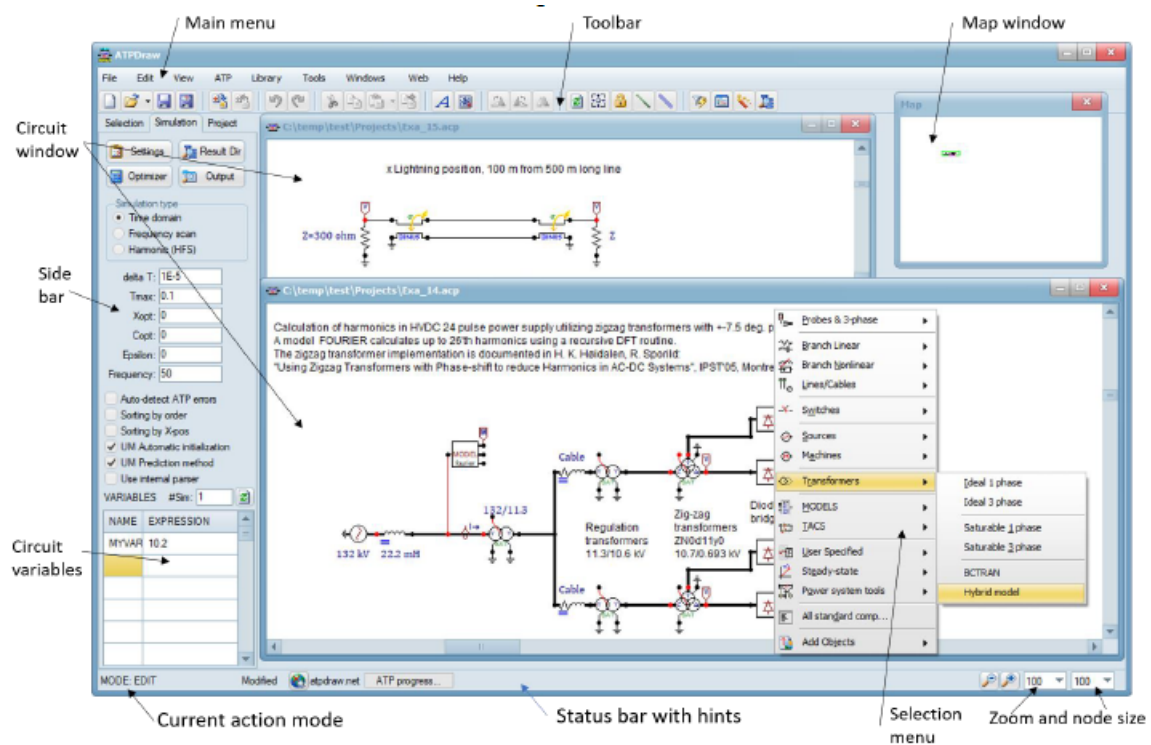 Main menu
Toolbar
Map window
ATPDraw
File Edit View ATP Library Tools Windows Web Help
Selection Simulation Project
Map
Circuit window
C:\temp\test\Projects\Exa_15.acp
Settings Result Dir
Optimizer Output
x Lightning position, 100 m from 500 m long line
Simulation type
Time domain
Frequency scan
Harmonic (HFS)
Z=300 ohm
Z
Side bar
delta T: 1E-5
Tmax: 0.1
Xopt: 0
Copt: 0
Epsilon: 0
Frequency: 50
C:\temp\test\Projects\Exa_14.acp
Calculation of harmonics in HVDC 24 pulse power supply utilizing zigzag transformers with +-7.5 deg. p
A model FOURIER calculates up to 26'th harmonics using a recursive DFT routine.
The zigzag transformer implementation is documented in H. K. Høidalen, R. Sporild:
"Using Zigzag Transformers with Phase-shift to reduce Harmonics in AC-DC Systems", IPST'05, Montre
Auto-detect ATP errors
Sorting by order
Sorting by X-pos
UM Automatic initialization
UM Prediction method
Use internal parser
VARIABLES #Sim: 1
NAME EXPRESSION
MYVAR 10.2
Circuit variables
MODEL
fourier
Cable
132/11.3
132 kV
22.2 mH
Regulation
transformers
11.3/10.6 kV
Zig-zag
transformers
ZN0d11y0
10.7/0.693 kV
Diod
bridg
Cable
Probes & 3-phase
Branch Linear
Branch Nonlinear
Lines/Cables
Switches
Sources
Machines
Transformers
MODELS
TACS
User Specified
Steady-state
Power system tools
All standard comp...
Add Objects
Ideal 1 phase
Ideal 3 phase
Saturable 1 phase
Saturable 3 phase
BCTRAN
Hybrid model
MODE: EDIT
Modified
atpdraw.net
ATP progress...
100
100
Current action mode
Status bar with hints
Selection menu
Zoom and node size